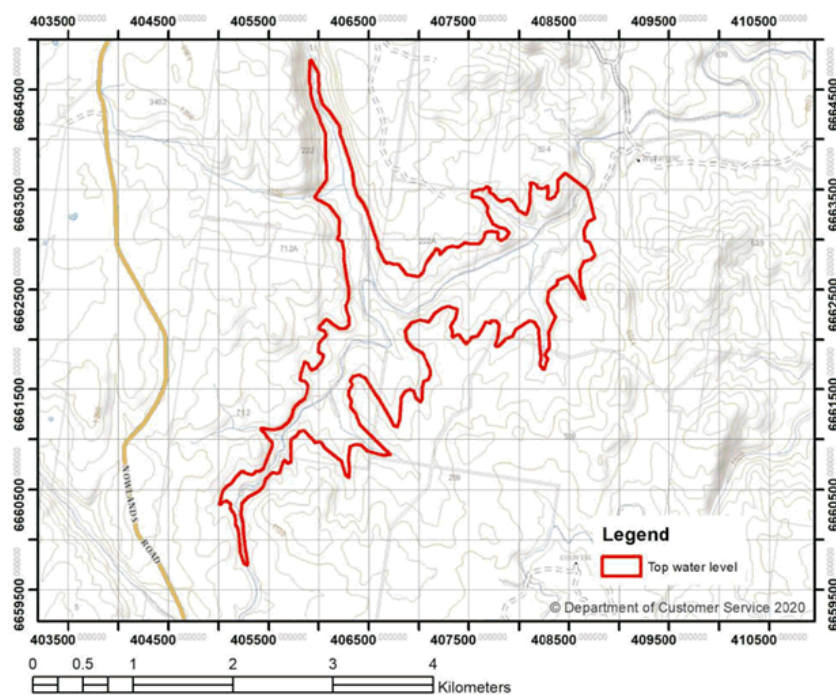 403500 404500 405500 406500 407500 408500 409500 410500
6664500 6664500
6663500 6663500
6662500 6662500
6661500 6661500
6660500 6660500
6659500 6659500
222
222A
712A
712
NOWLANDS ROAD
Legend
Top water level
© Department of Customer Service 2020
403500 404500 405500 406500 407500 408500 409500 410500
0 0.5 1 2 3 4
Kilometers